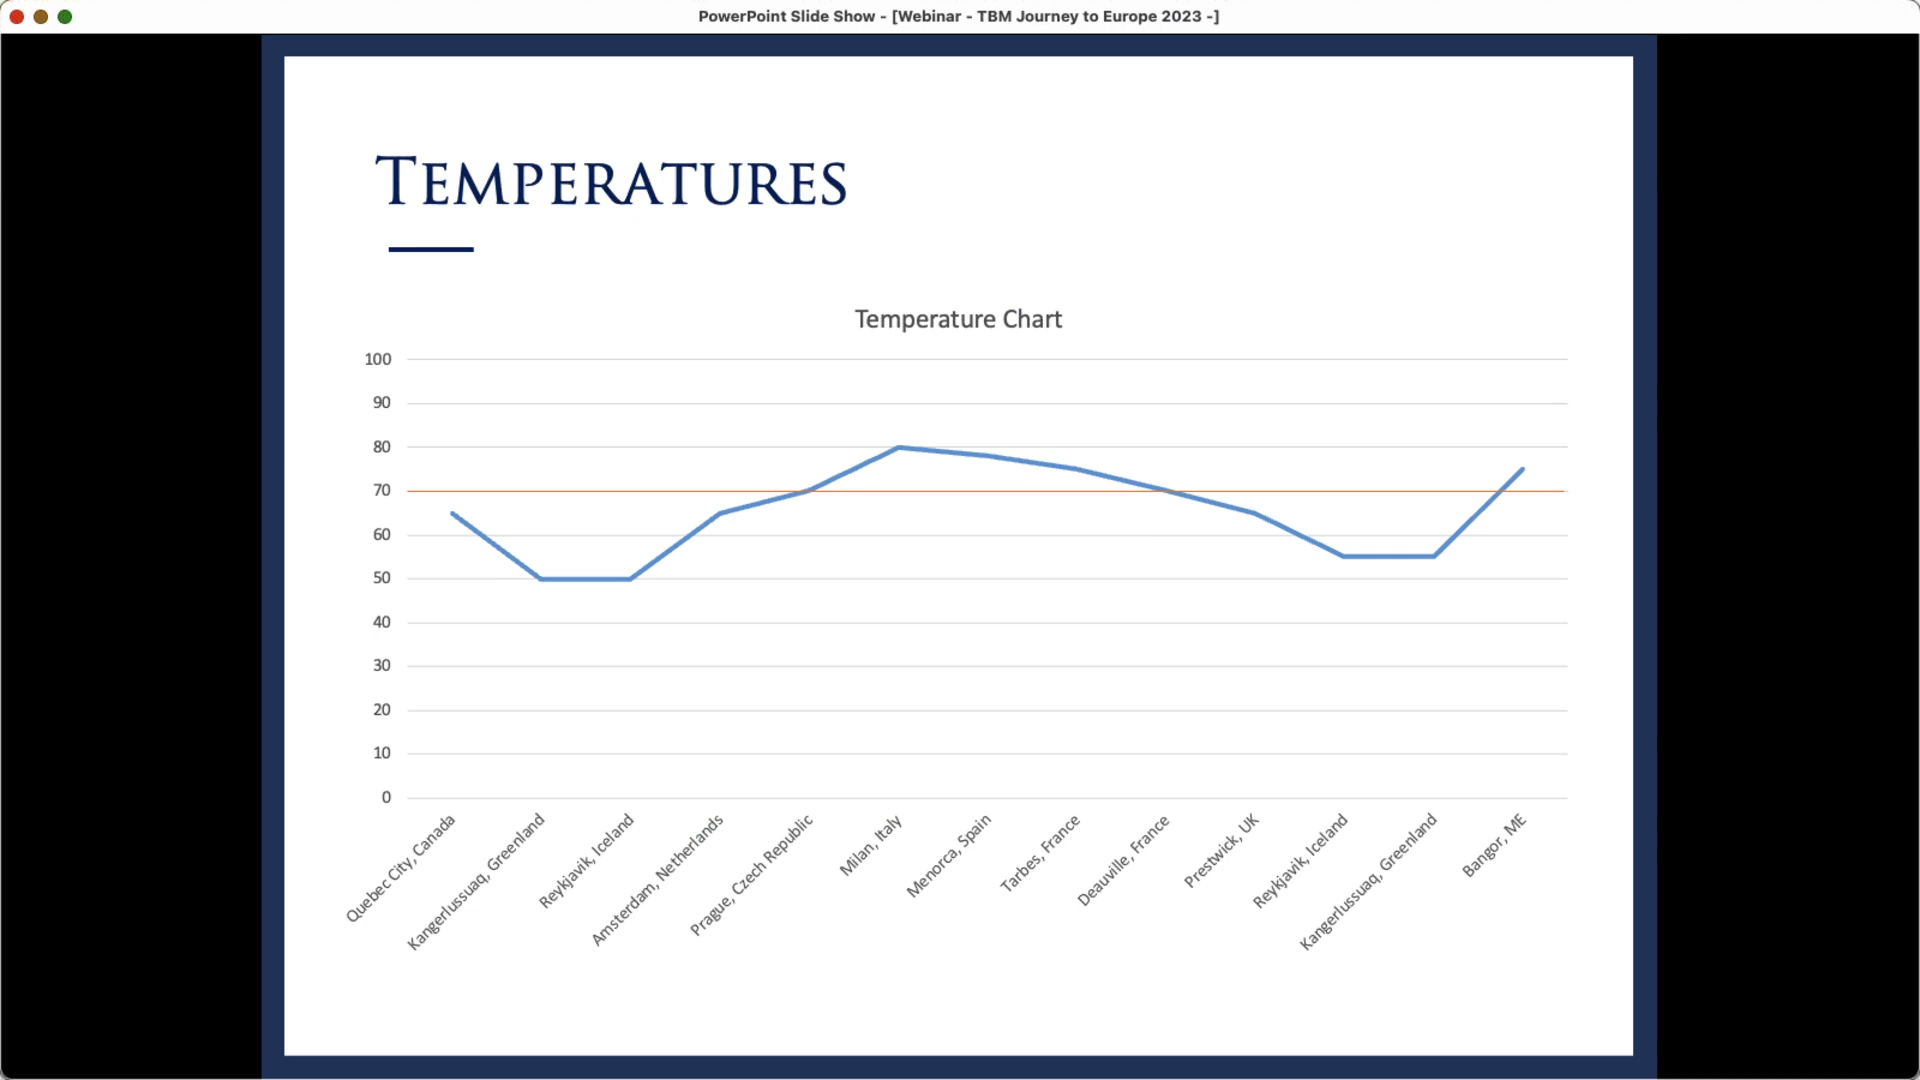 PowerPoint Slide Show - [Webinar - TBM Journey to Europe 2023 -]
TEMPERATURES
Temperature Chart
100
90
80
70
60
50
40
30
20
10
0
Quebec City, Canada
Kangerlussuaq, Greenland
Reykjavik, Iceland
Amsterdam, Netherlands
Prague, Czech Republic
Milan, Italy
Menorca, Spain
Tarbes, France
Deauville, France
Prestwick, UK
Reykjavik, Iceland
Kangerlussuaq, Greenland
Bangor, ME